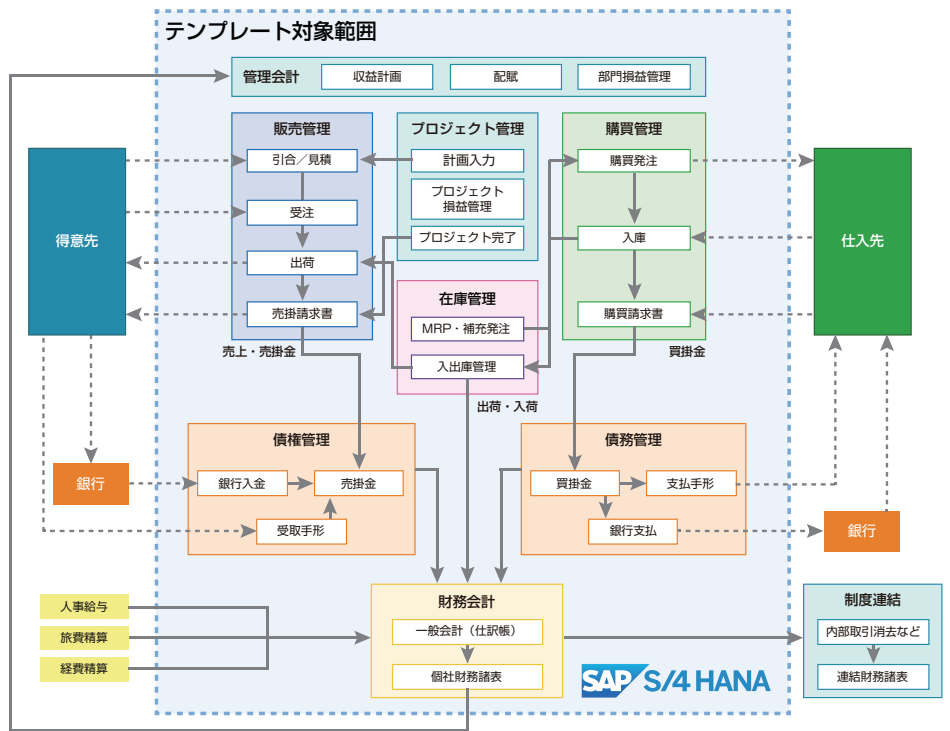 テンプレート対象範囲
管理会計
収益計画
配賦
部門損益管理
販売管理
引合／見積
受注
出荷
売掛請求書
プロジェクト管理
計画入力
プロジェクト
損益管理
プロジェクト完了
購買管理
購買発注
入庫
購買請求書
得意先
仕入先
在庫管理
MRP・補充発注
入出庫管理
売上・売掛金
買掛金
出荷・入荷
債権管理
銀行入金
売掛金
受取手形
債務管理
買掛金
支払手形
銀行支払
銀行
銀行
人事給与
旅費精算
経費精算
財務会計
一般会計（仕訳帳）
個社財務諸表
制度連結
内部取引消去など
連結財務諸表
SAP S/4 HANA